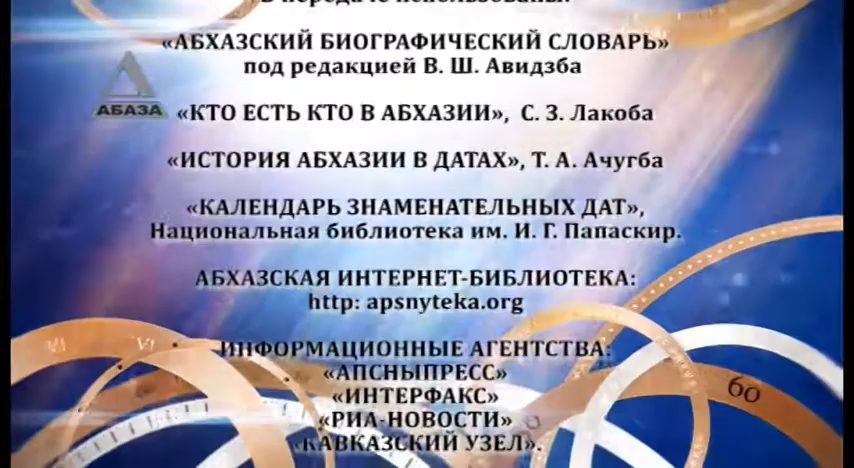 В передаче использованы:
«АБХАЗСКИЙ БИОГРАФИЧЕСКИЙ СЛОВАРЬ»
под редакцией В. Ш. Авидзба
АБАЗА
«КТО ЕСТЬ КТО В АБХАЗИИ», С. З. Лакоба
«ИСТОРИЯ АБХАЗИИ В ДАТАХ», Т. А. Ачугба
«КАЛЕНДАРЬ ЗНАМЕНАТЕЛЬНЫХ ДАТ»,
Национальная библиотека им. И. Г. Папаскир.
АБХАЗСКАЯ ИНТЕРНЕТ-БИБЛИОТЕКА:
http: apsnyteka.org
ИНФОРМАЦИОННЫЕ АГЕНТСТВА:
«АПСНЫПРЕСС»
«ИНТЕРФАКС»
«РИА-НОВОСТИ»
«КАВКАЗСКИЙ УЗЕЛ».
60